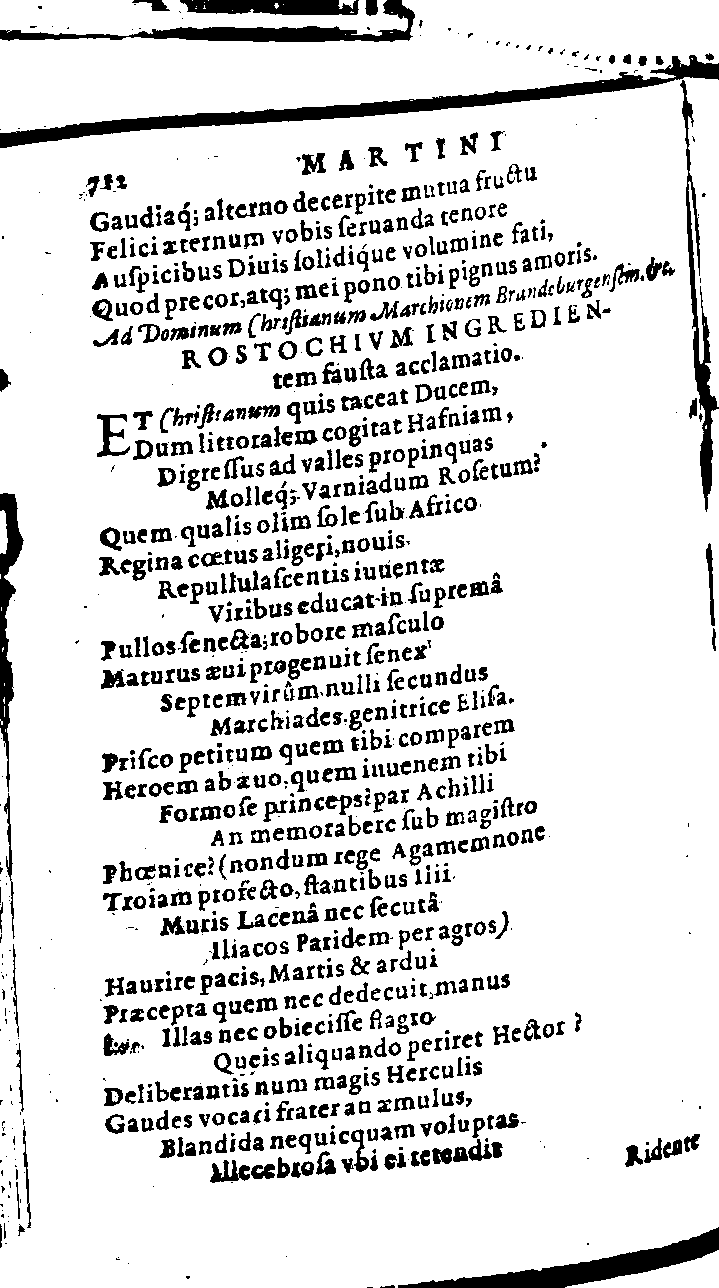 712
MARTINI
Gaudiaq́; alterno decerpite mutua fructu
Felici æternum vobis ſeruanda tenore
Auſpicibus Diuis ſolidiq́ue volumine fati,
Quod precor, atq; mei pono tibi pignus amoris.
Ad Dominum Chriſtianum Marchionem Brandeburgenſem. &c.
ROSTOCHIVM INGREDIEN-
tem fauſta acclamatio.
ET Chriſtianum quis taceat Ducem,
Dum littoralem cogitat Hafniam,
Digreſſus ad valles propinquas
Molleq́; Varniadum Roſetum?
Quem qualis olim ſole ſub Africo
Regina cœtus aligeri, nouis
Repullulaſcentis iuuentæ
Viribus educat in ſupremâ
Pullos ſenecta; robore maſculo
Maturus æui progenuit ſenex
Septemvirûm nulli ſecundus
Marchiades genitrice Eliſa.
Priſco petitum quem tibi comparem
Heroem ab æuo, quem iuuenem tibi
Formoſe princeps? par Achilli
An memorabere ſub magiſtro
Phœnice? (nondum rege Agamemnone
Troiam profecto, ſtantibus Iliî
Muris Lacenâ nec ſecutâ
Iliacos Paridem per agros)
Haurire pacis, Martis & ardui
Præcepta quem nec dedecuit, manus
Illas nec obieciſſe flagro
Queis aliquando periret Hector?
Deliberantis num magis Herculis
Gaudes vocari frater an æmulus,
Blandida nequicquam voluptas
Illecebroſa vbi ei tetendit
Ridente